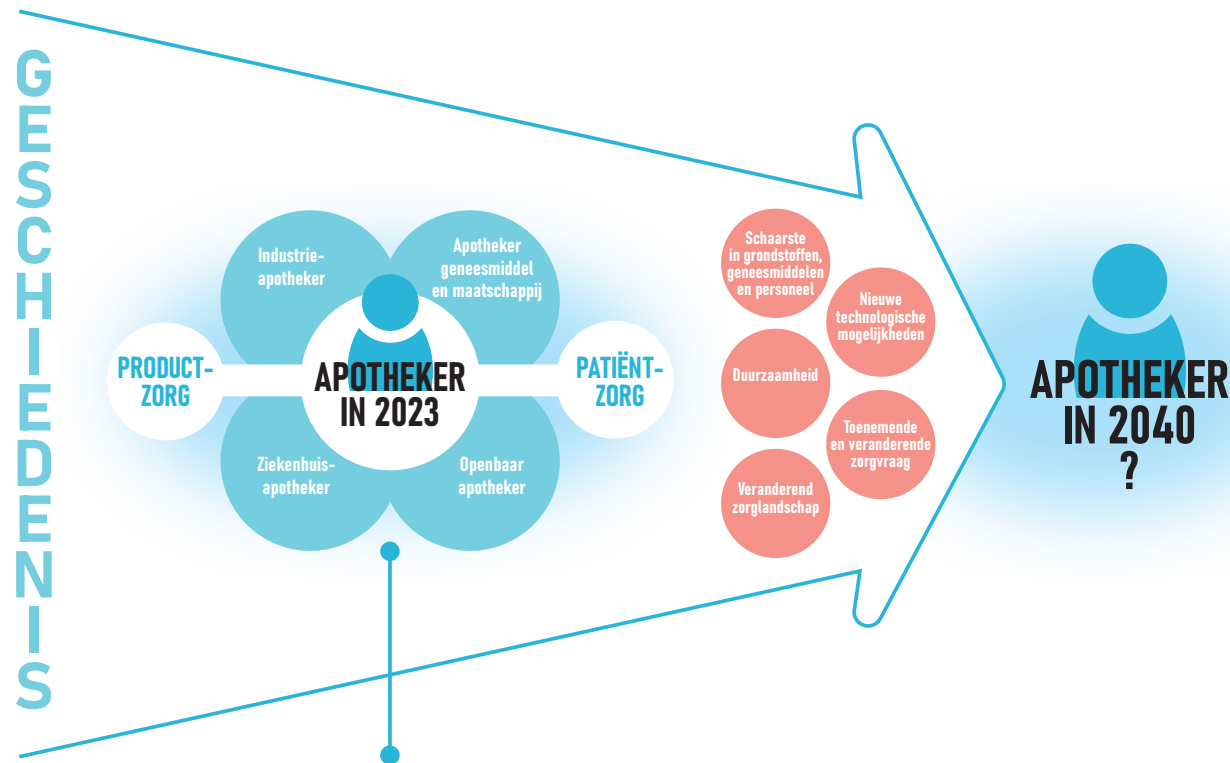 GESCHIEDENIS
Industrie-
apotheker
Apotheker
geneesmiddel
en maatschappij
PRODUCT-
ZORG
APOTHEKER
IN 2023
PATIËNT-
ZORG
Ziekenhuis-
apotheker
Openbaar
apotheker
Schaarste
in grondstoffen,
geneesmiddelen
en personeel
Nieuwe
technologische
mogelijkheden
Duurzaamheid
Toenemende
en veranderende
zorgvraag
Veranderend
zorglandschap
APOTHEKER
IN 2040
?